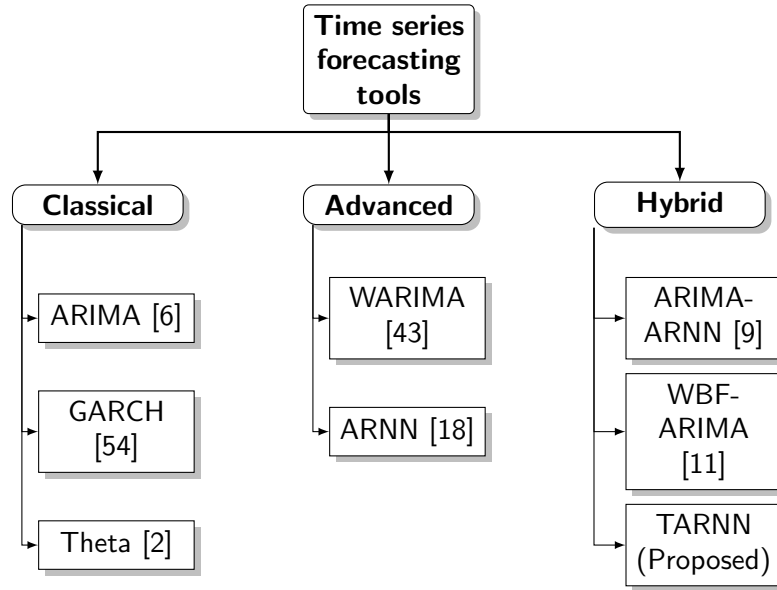 Time series
forecasting
tools
Classical
Advanced
Hybrid
ARIMA [6]
GARCH
[54]
Theta [2]
WARIMA
[43]
ARNN [18]
ARIMA-
ARNN [9]
WBF-
ARIMA
[11]
TARNN
(Proposed)